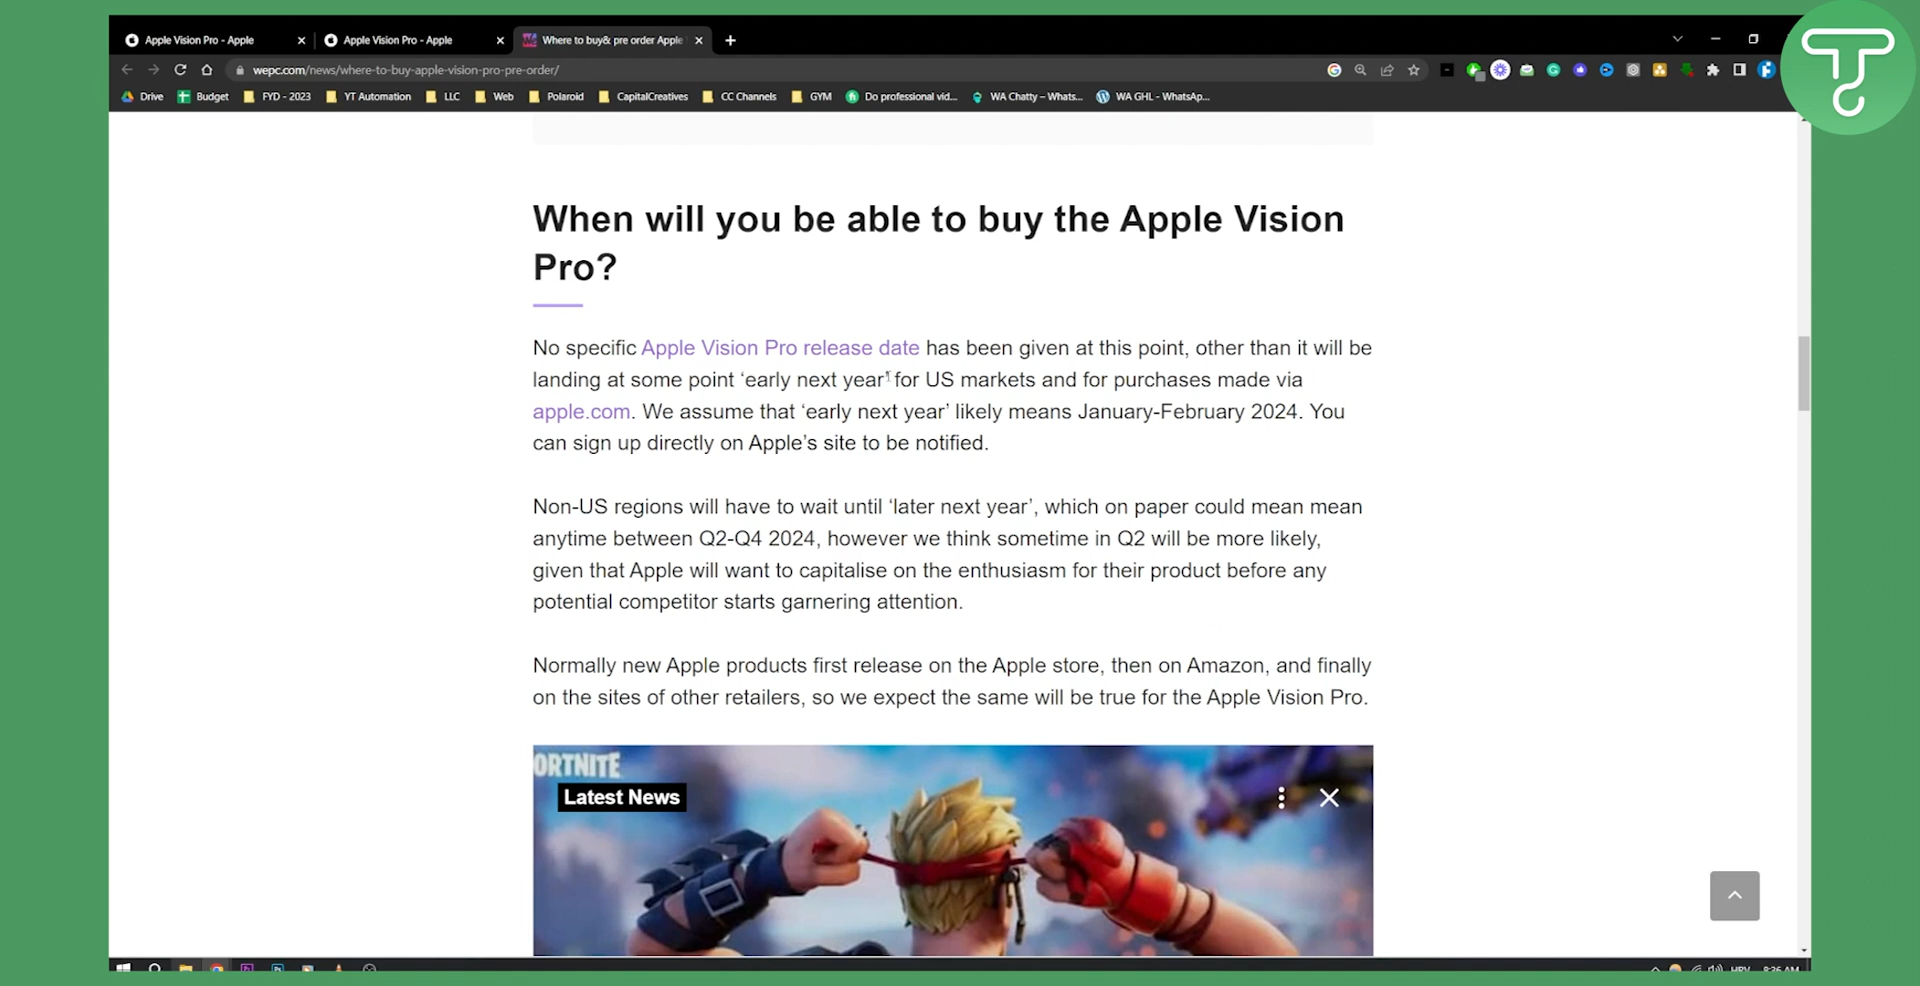 Apple Vision Pro - Apple
Apple Vision Pro - Apple
Where to buy& pre order Apple
wepc.com/news/where-to-buy-apple-vision-pro-pre-order/
Drive
Budget
FYD - 2023
YT Automation
LLC
Web
Polaroid
CapitalCreatives
CC Channels
GYM
Do professional vid...
WA Chatty – Whats...
WA GHL - WhatsAp...
When will you be able to buy the Apple Vision
Pro?
No specific Apple Vision Pro release date has been given at this point, other than it will be
landing at some point ‘early next year’ for US markets and for purchases made via
apple.com. We assume that ‘early next year’ likely means January-February 2024. You
can sign up directly on Apple’s site to be notified.
Non-US regions will have to wait until ‘later next year’, which on paper could mean mean
anytime between Q2-Q4 2024, however we think sometime in Q2 will be more likely,
given that Apple will want to capitalise on the enthusiasm for their product before any
potential competitor starts garnering attention.
Normally new Apple products first release on the Apple store, then on Amazon, and finally
on the sites of other retailers, so we expect the same will be true for the Apple Vision Pro.
ORTNITE
Latest News
HRV
8:36 AM